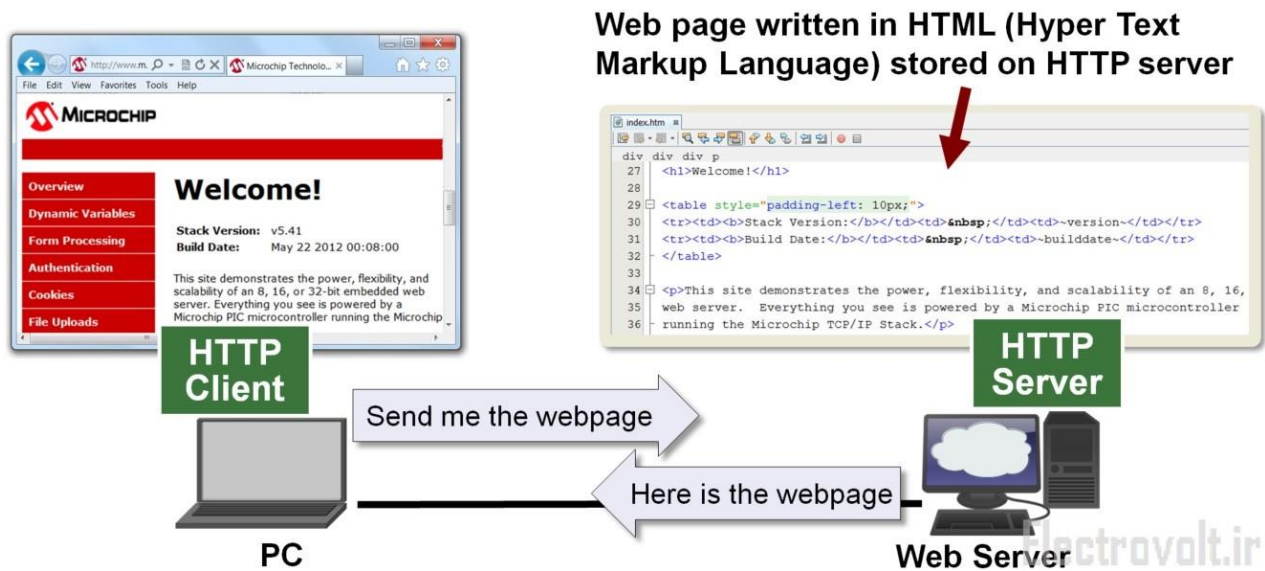 Web page written in HTML (Hyper Text
Markup Language) stored on HTTP server
http://www.m.
Microchip Technolo...
File Edit View Favorites Tools Help
MICROCHIP
Overview
Dynamic Variables
Form Processing
Authentication
Cookies
File Uploads
Welcome!
Stack Version: v5.41
Build Date: May 22 2012 00:08:00
This site demonstrates the power, flexibility, and
scalability of an 8, 16, or 32-bit embedded web
server. Everything you see is powered by a
Microchip PIC microcontroller running the Microchip
index.htm
div div div p
27 <h1>Welcome!</h1>
28
29 <table style="padding-left: 10px;">
30 <tr><td><b>Stack Version:</b></td><td>&nbsp;</td><td>~version~</td></tr>
31 <tr><td><b>Build Date:</b></td><td>&nbsp;</td><td>~builddate~</td></tr>
32 </table>
33
34 <p>This site demonstrates the power, flexibility, and scalability of an 8, 16,
35 web server. Everything you see is powered by a Microchip PIC microcontroller
36 running the Microchip TCP/IP Stack.</p>
HTTP
Client
HTTP
Server
Send me the webpage
Here is the webpage
PC
Web Server
Electrovolt.ir